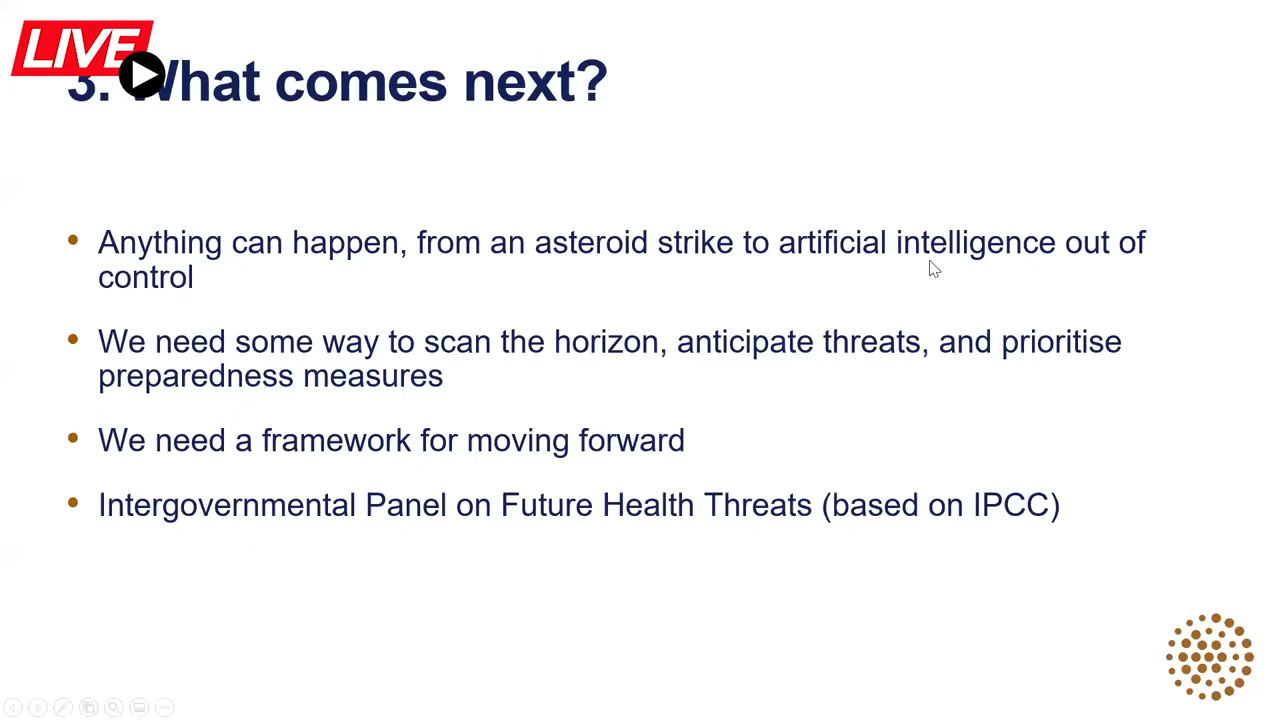 LIVE
3. What comes next?
• Anything can happen, from an asteroid strike to artificial intelligence out of
control
• We need some way to scan the horizon, anticipate threats, and prioritise
preparedness measures
• We need a framework for moving forward
• Intergovernmental Panel on Future Health Threats (based on IPCC)